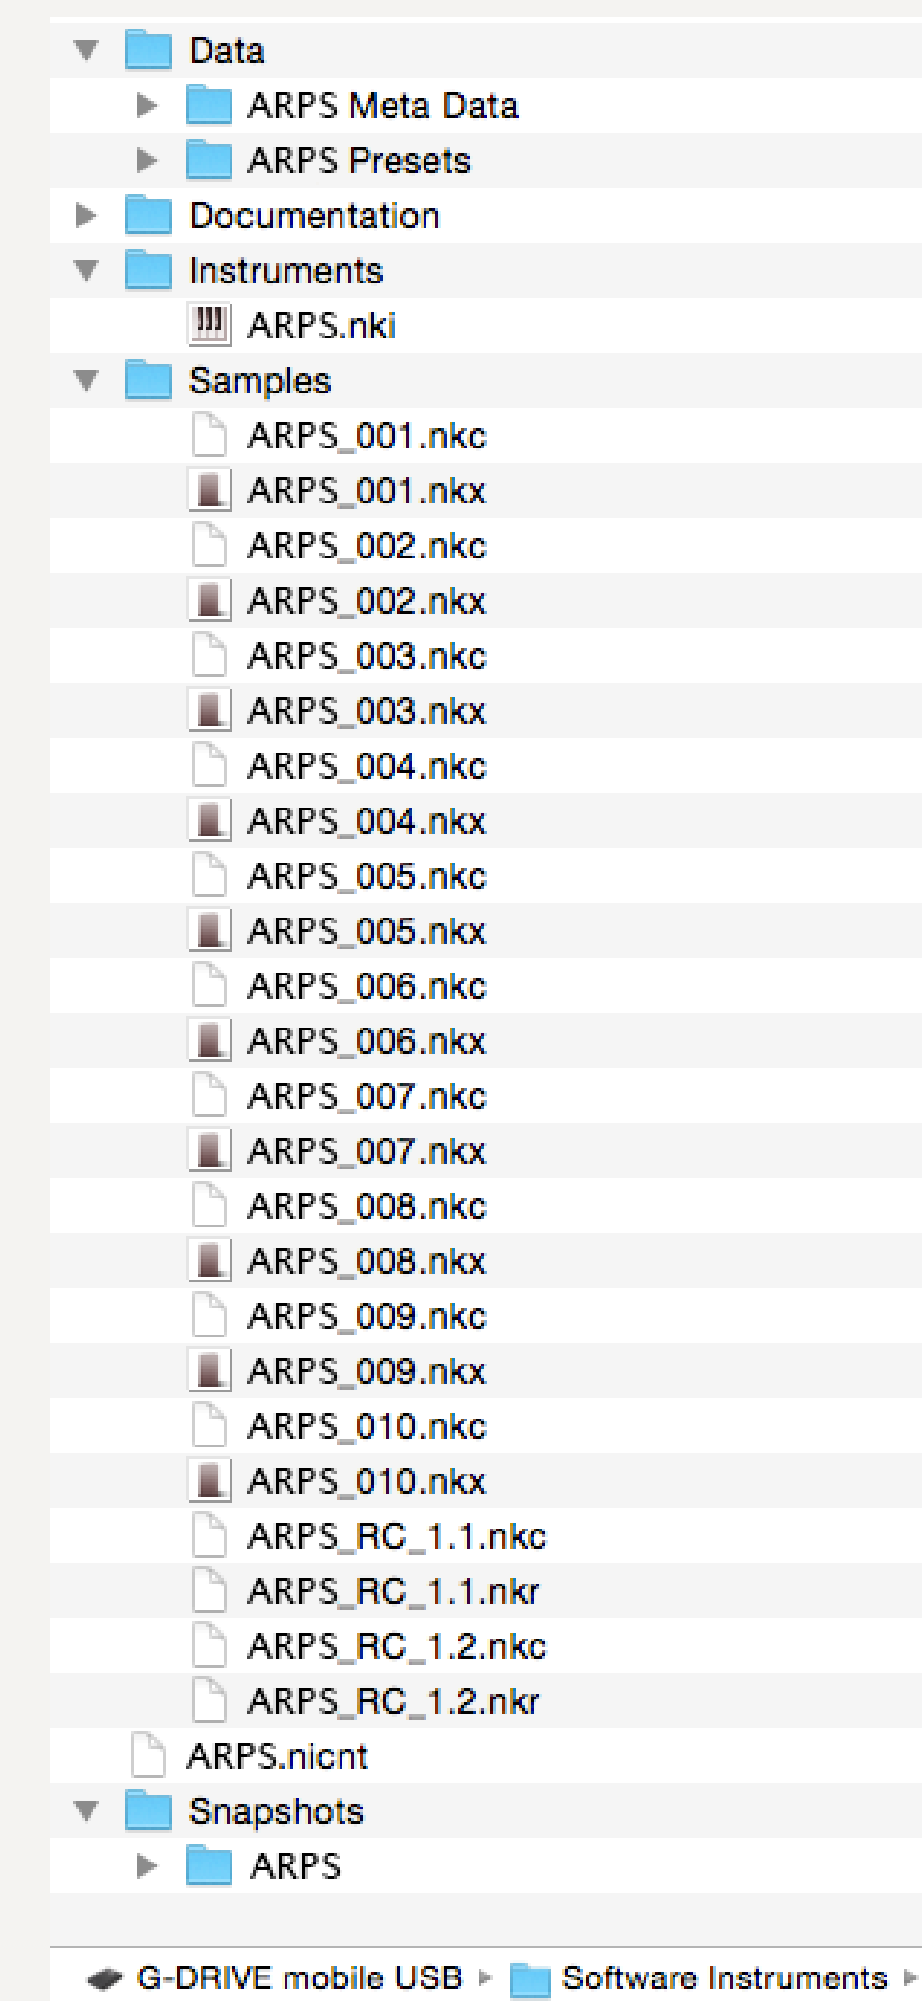 Data
ARPS Meta Data
ARPS Presets
Documentation
Instruments
ARPS.nki
Samples
ARPS_001.nkc
ARPS_001.nkx
ARPS_002.nkc
ARPS_002.nkx
ARPS_003.nkc
ARPS_003.nkx
ARPS_004.nkc
ARPS_004.nkx
ARPS_005.nkc
ARPS_005.nkx
ARPS_006.nkc
ARPS_006.nkx
ARPS_007.nkc
ARPS_007.nkx
ARPS_008.nkc
ARPS_008.nkx
ARPS_009.nkc
ARPS_009.nkx
ARPS_010.nkc
ARPS_010.nkx
ARPS_RC_1.1.nkc
ARPS_RC_1.1.nkr
ARPS_RC_1.2.nkc
ARPS_RC_1.2.nkr
ARPS.nicnt
Snapshots
ARPS
G-DRIVE mobile USB Software Instruments